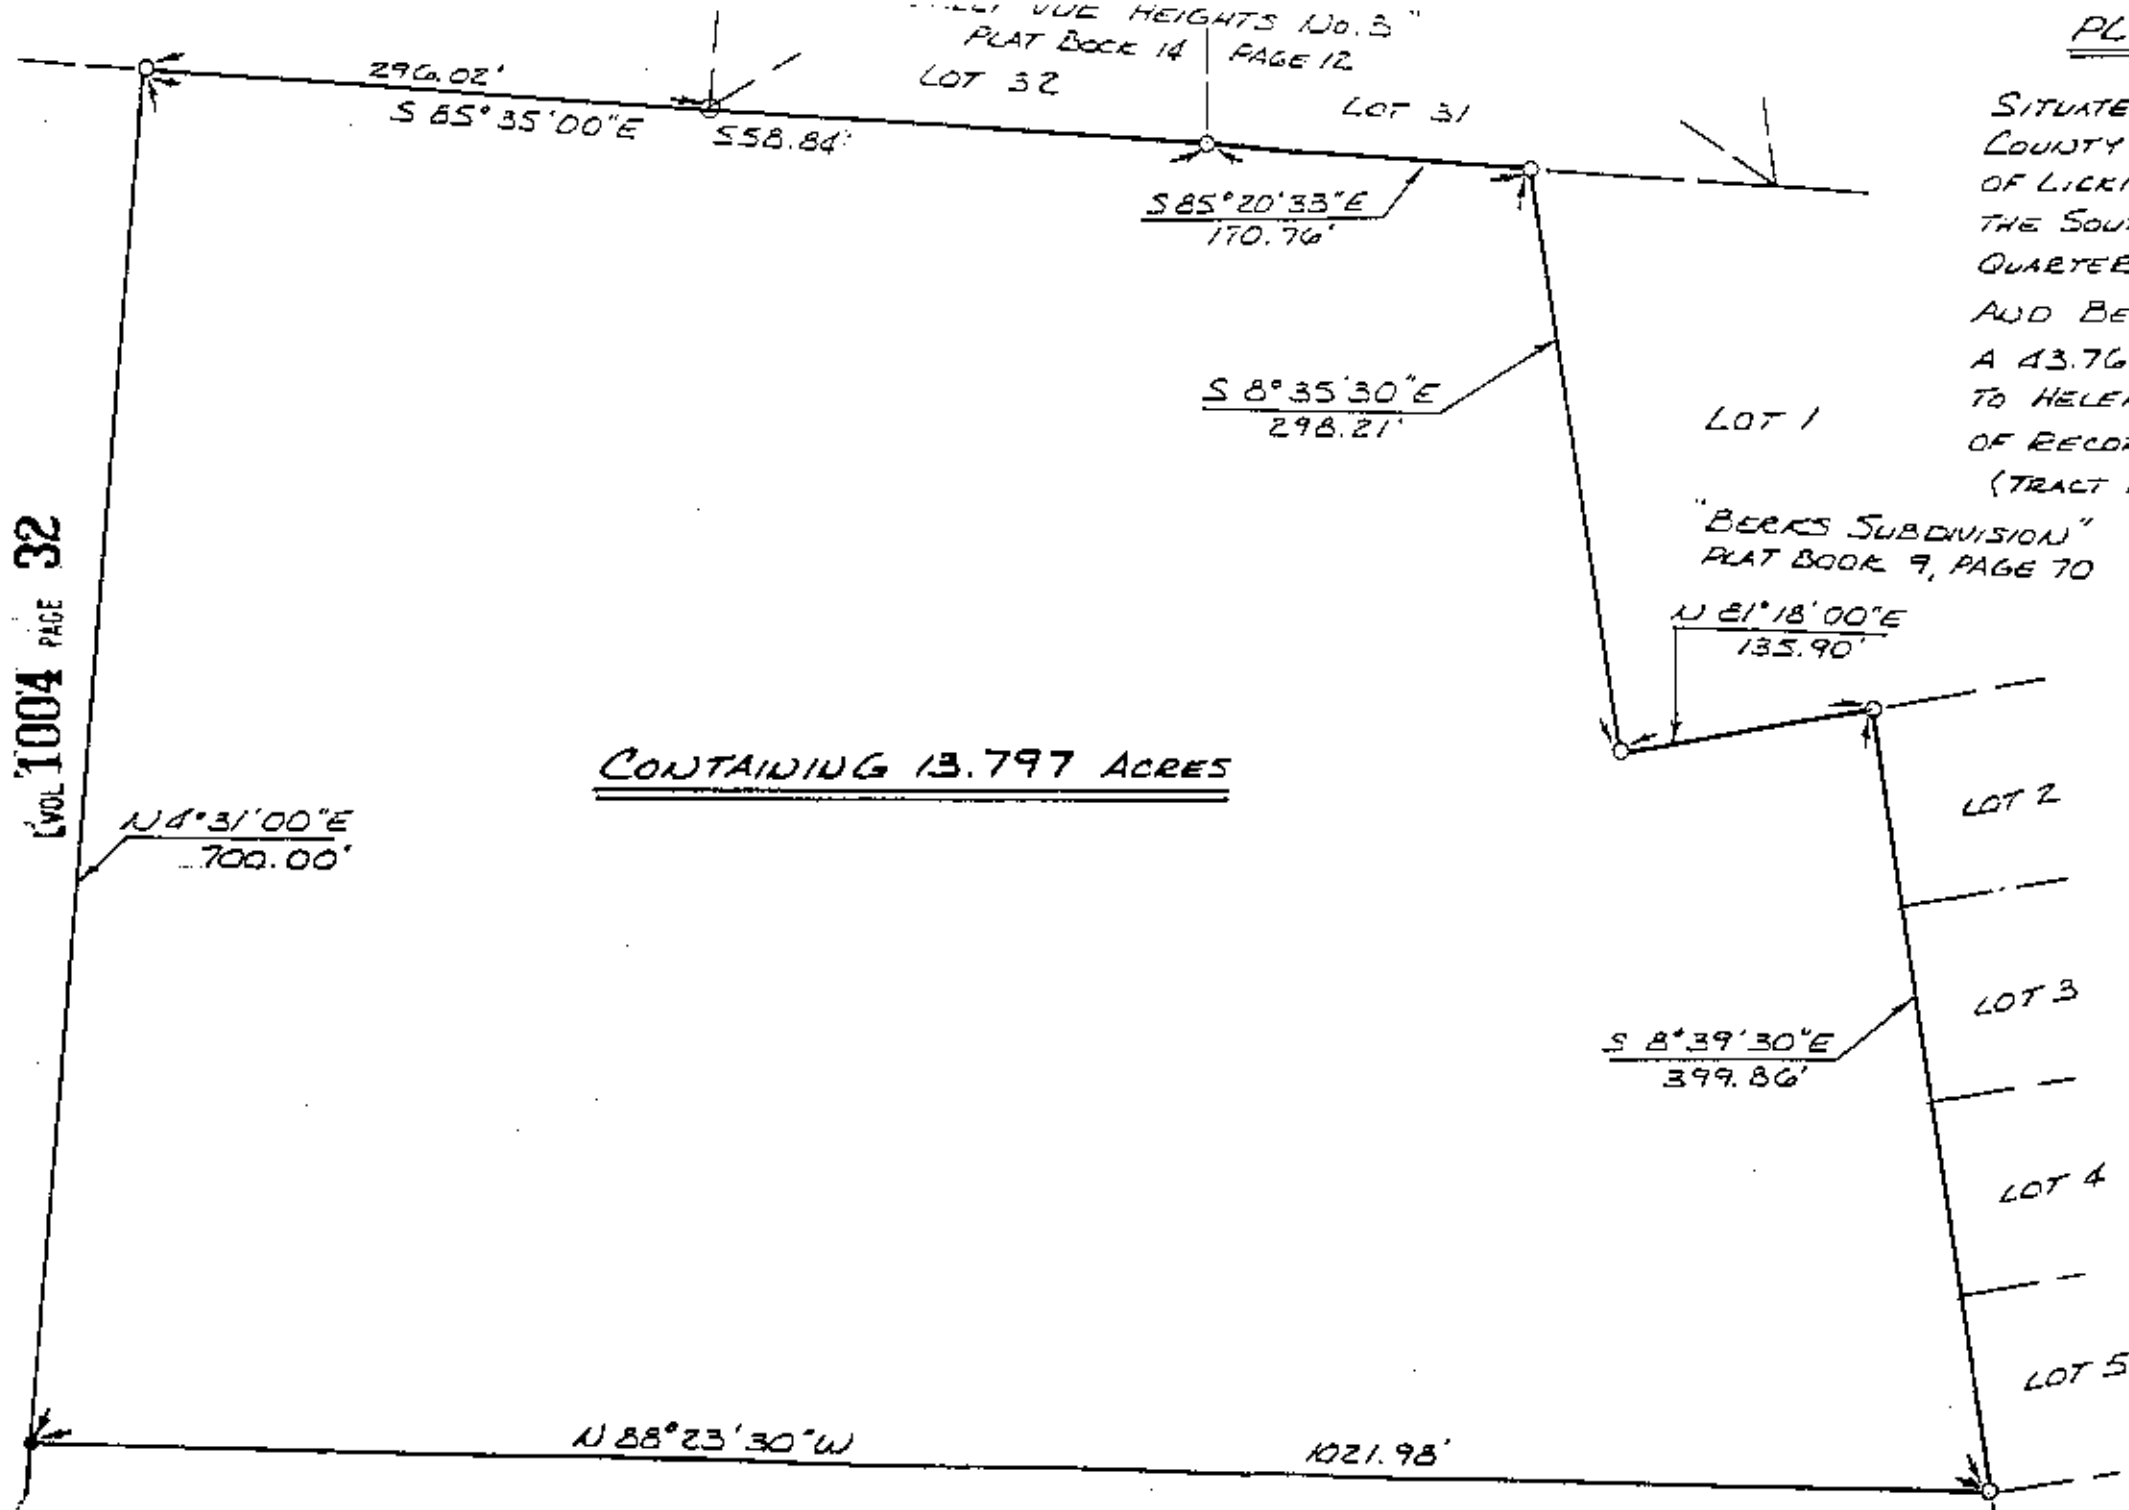 VUE HEIGHTS No. 3"
PLAT BOOK 14 PAGE 12
LOT 32
LOT 31
296.02'
S 85° 35' 00" E
558.84'
S 85° 20' 33" E
170.76'
S 8° 35' 30" E
298.21'
LOT 1
"BERKS SUBDIVISION"
PLAT BOOK 9, PAGE 70
N 81° 18' 00" E
135.90'
CONTAINING 13.797 ACRES
VOL 1004 PAGE 32
N 4° 31' 00" E
700.00'
LOT 2
LOT 3
S 8° 39' 30" E
399.86'
LOT 4
LOT 5
N 88° 23' 30" W
1021.98'
PL
SITUATE
COUNTY
OF LICKI
THE SOU
QUARTER
AND BE
A 43.76
TO HELE
OF RECO
(TRACT